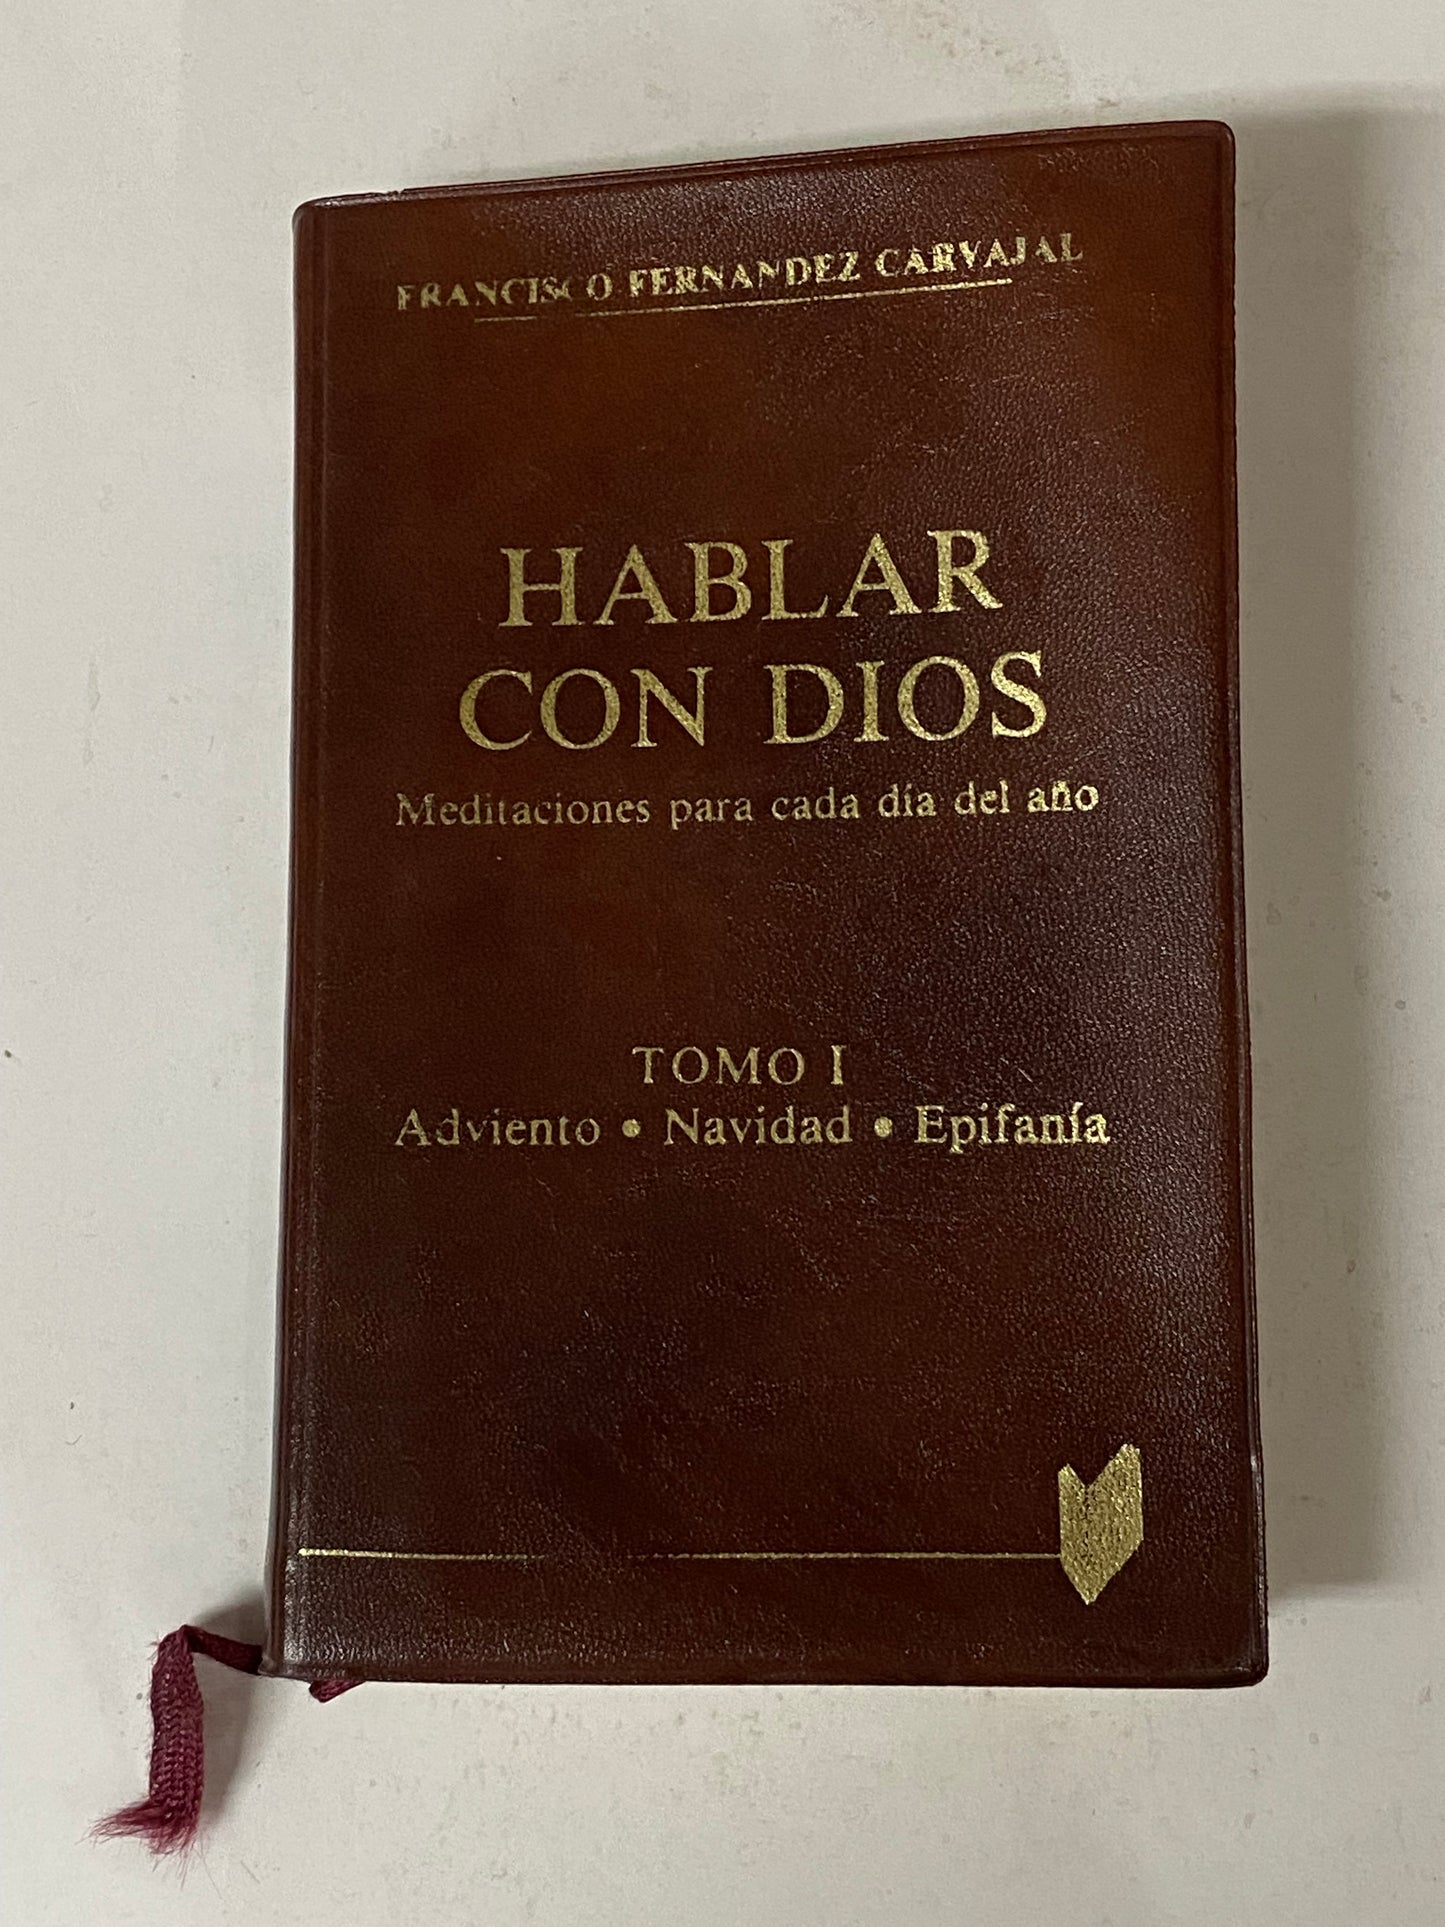 FRANCISCO FERNANDEZ CARVAJAL
HABLAR
CON DIOS
Meditaciones para cada día del año
TOMO I
Adviento • Navidad • Epifanía